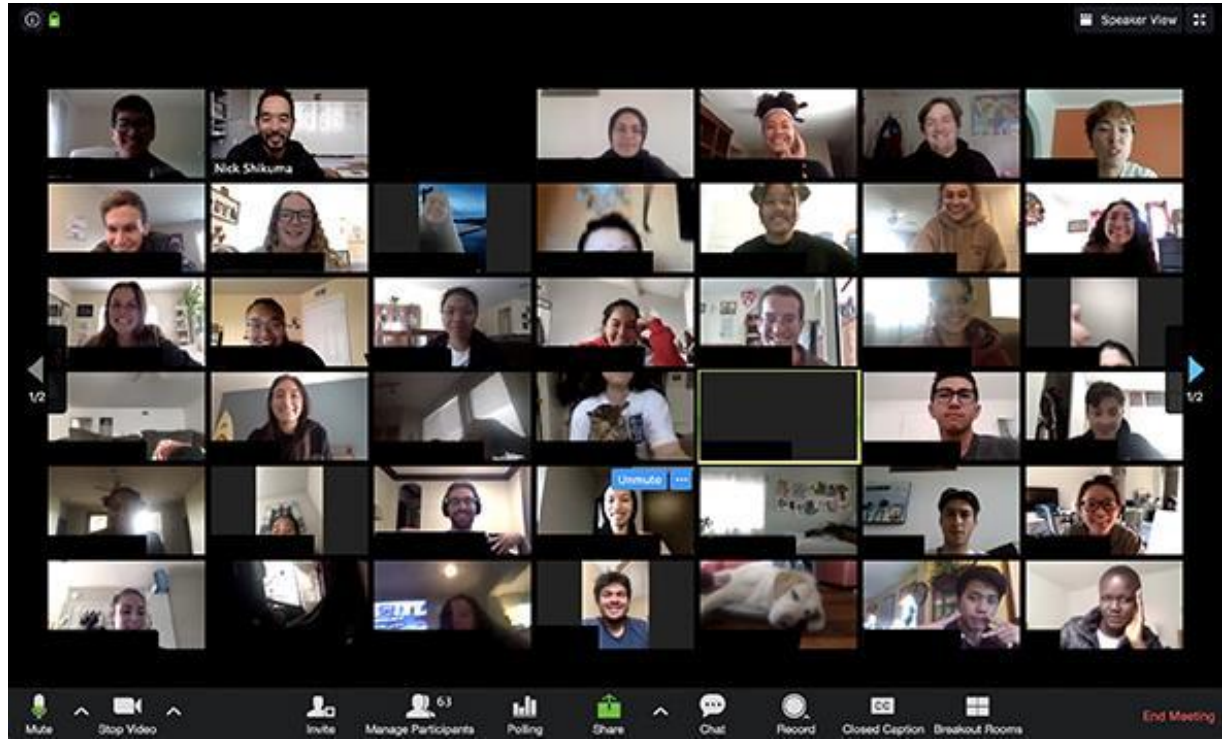 Speaker View
Nick Shikuma
1/2
1/2
Unmute
Mute
Stop Video
Invite
Manage Participants
63
Polling
Share
Chat
Record
CC
Closed Caption
Breakout Rooms
End Meeting